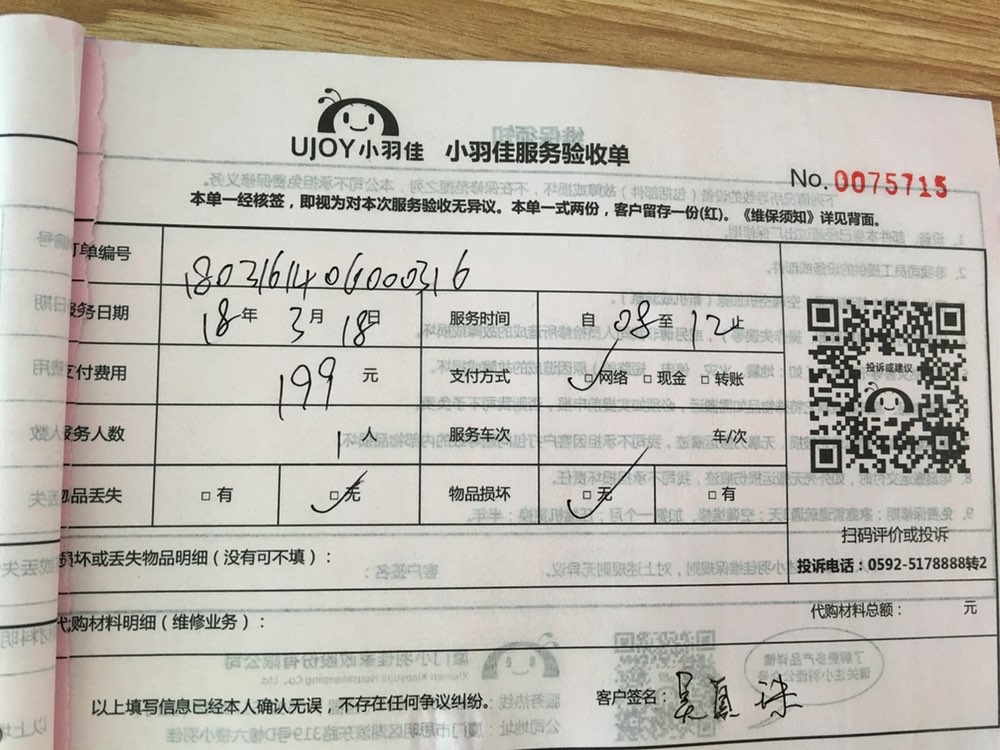 UJOY小羽佳 小羽佳服务验收单
No. 0075715
本单一经核签，即视为对本次服务验收无异议。本单一式两份，客户留存一份(红)。《维保须知》详见背面。
订单编号 1803161406000316
服务日期 18年 3月 18日 服务时间 自 08 至 12 止
支付费用 199 元 支付方式 □网络 □现金 □转账
服务人数 1 人 服务车次 车/次
物品丢失 □有 □无 物品损坏 □无 □有
投诉或建议
扫码评价或投诉
投诉电话：0592-5178888转2
损坏或丢失物品明细（没有可不填）：
代购材料明细（维修业务）： 代购材料总额： 元
以上填写信息已经本人确认无误，不存在任何争议纠纷。 客户签名：吴夏珠